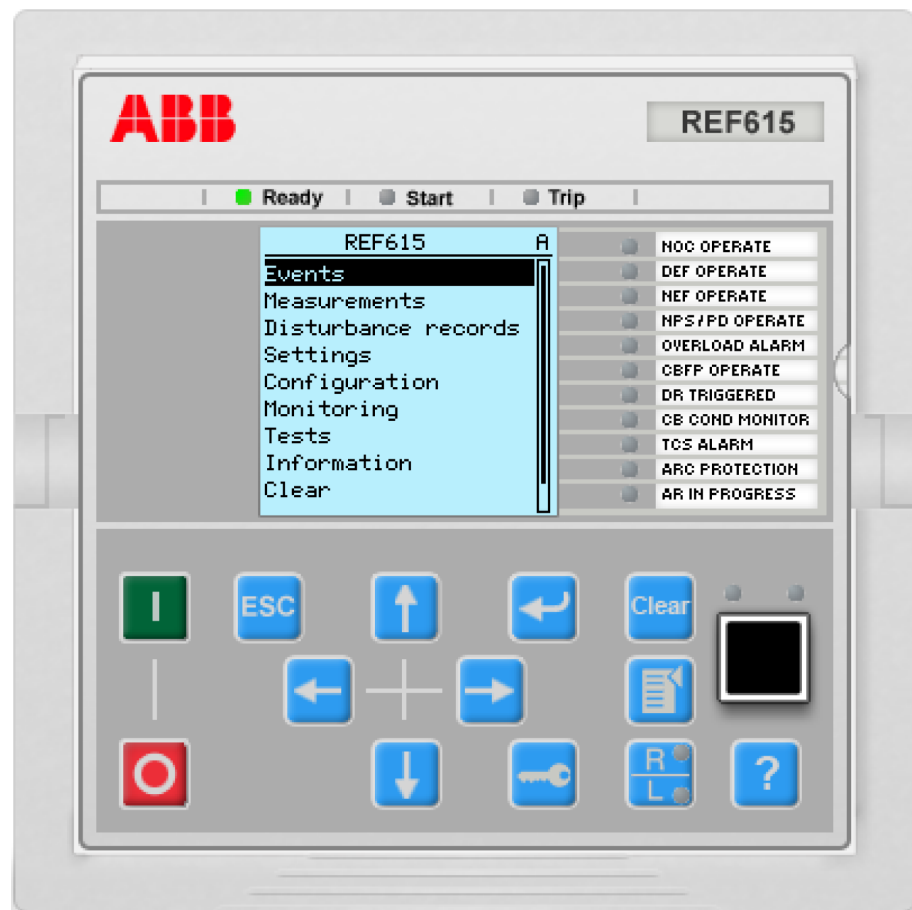 ABB
REF615
Ready
Start
Trip
REF615 A
Events
Measurements
Disturbance records
Settings
Configuration
Monitoring
Tests
Information
Clear
NOC OPERATE
DEF OPERATE
NEF OPERATE
NPS/PD OPERATE
OVERLOAD ALARM
CBFP OPERATE
DR TRIGGERED
CB COND MONITOR
TCS ALARM
ARC PROTECTION
AR IN PROGRESS
I
ESC
Clear
O
R
L
?